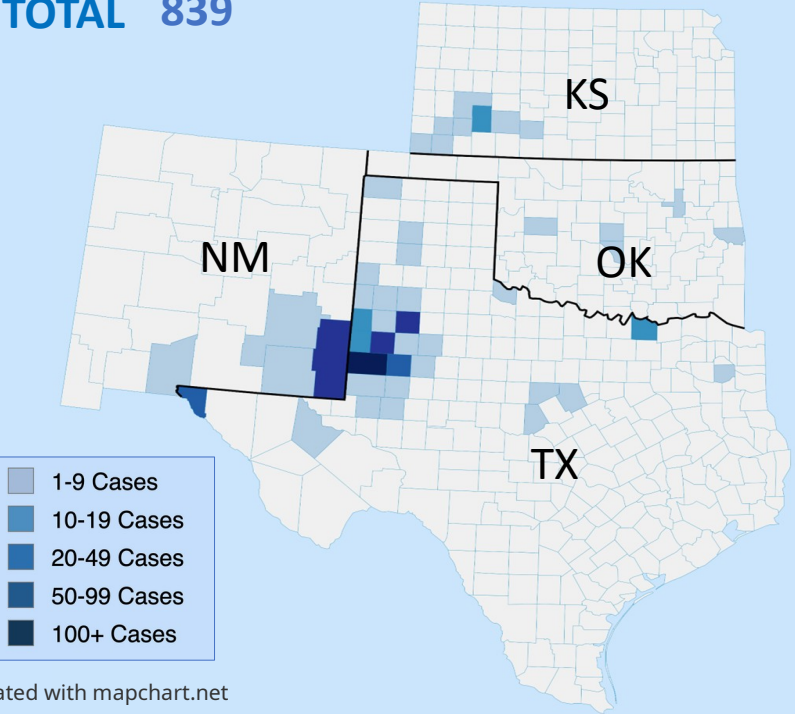 TOTAL 839
KS
NM
OK
TX
1-9 Cases
10-19 Cases
20-49 Cases
50-99 Cases
100+ Cases
ated with mapchart.net